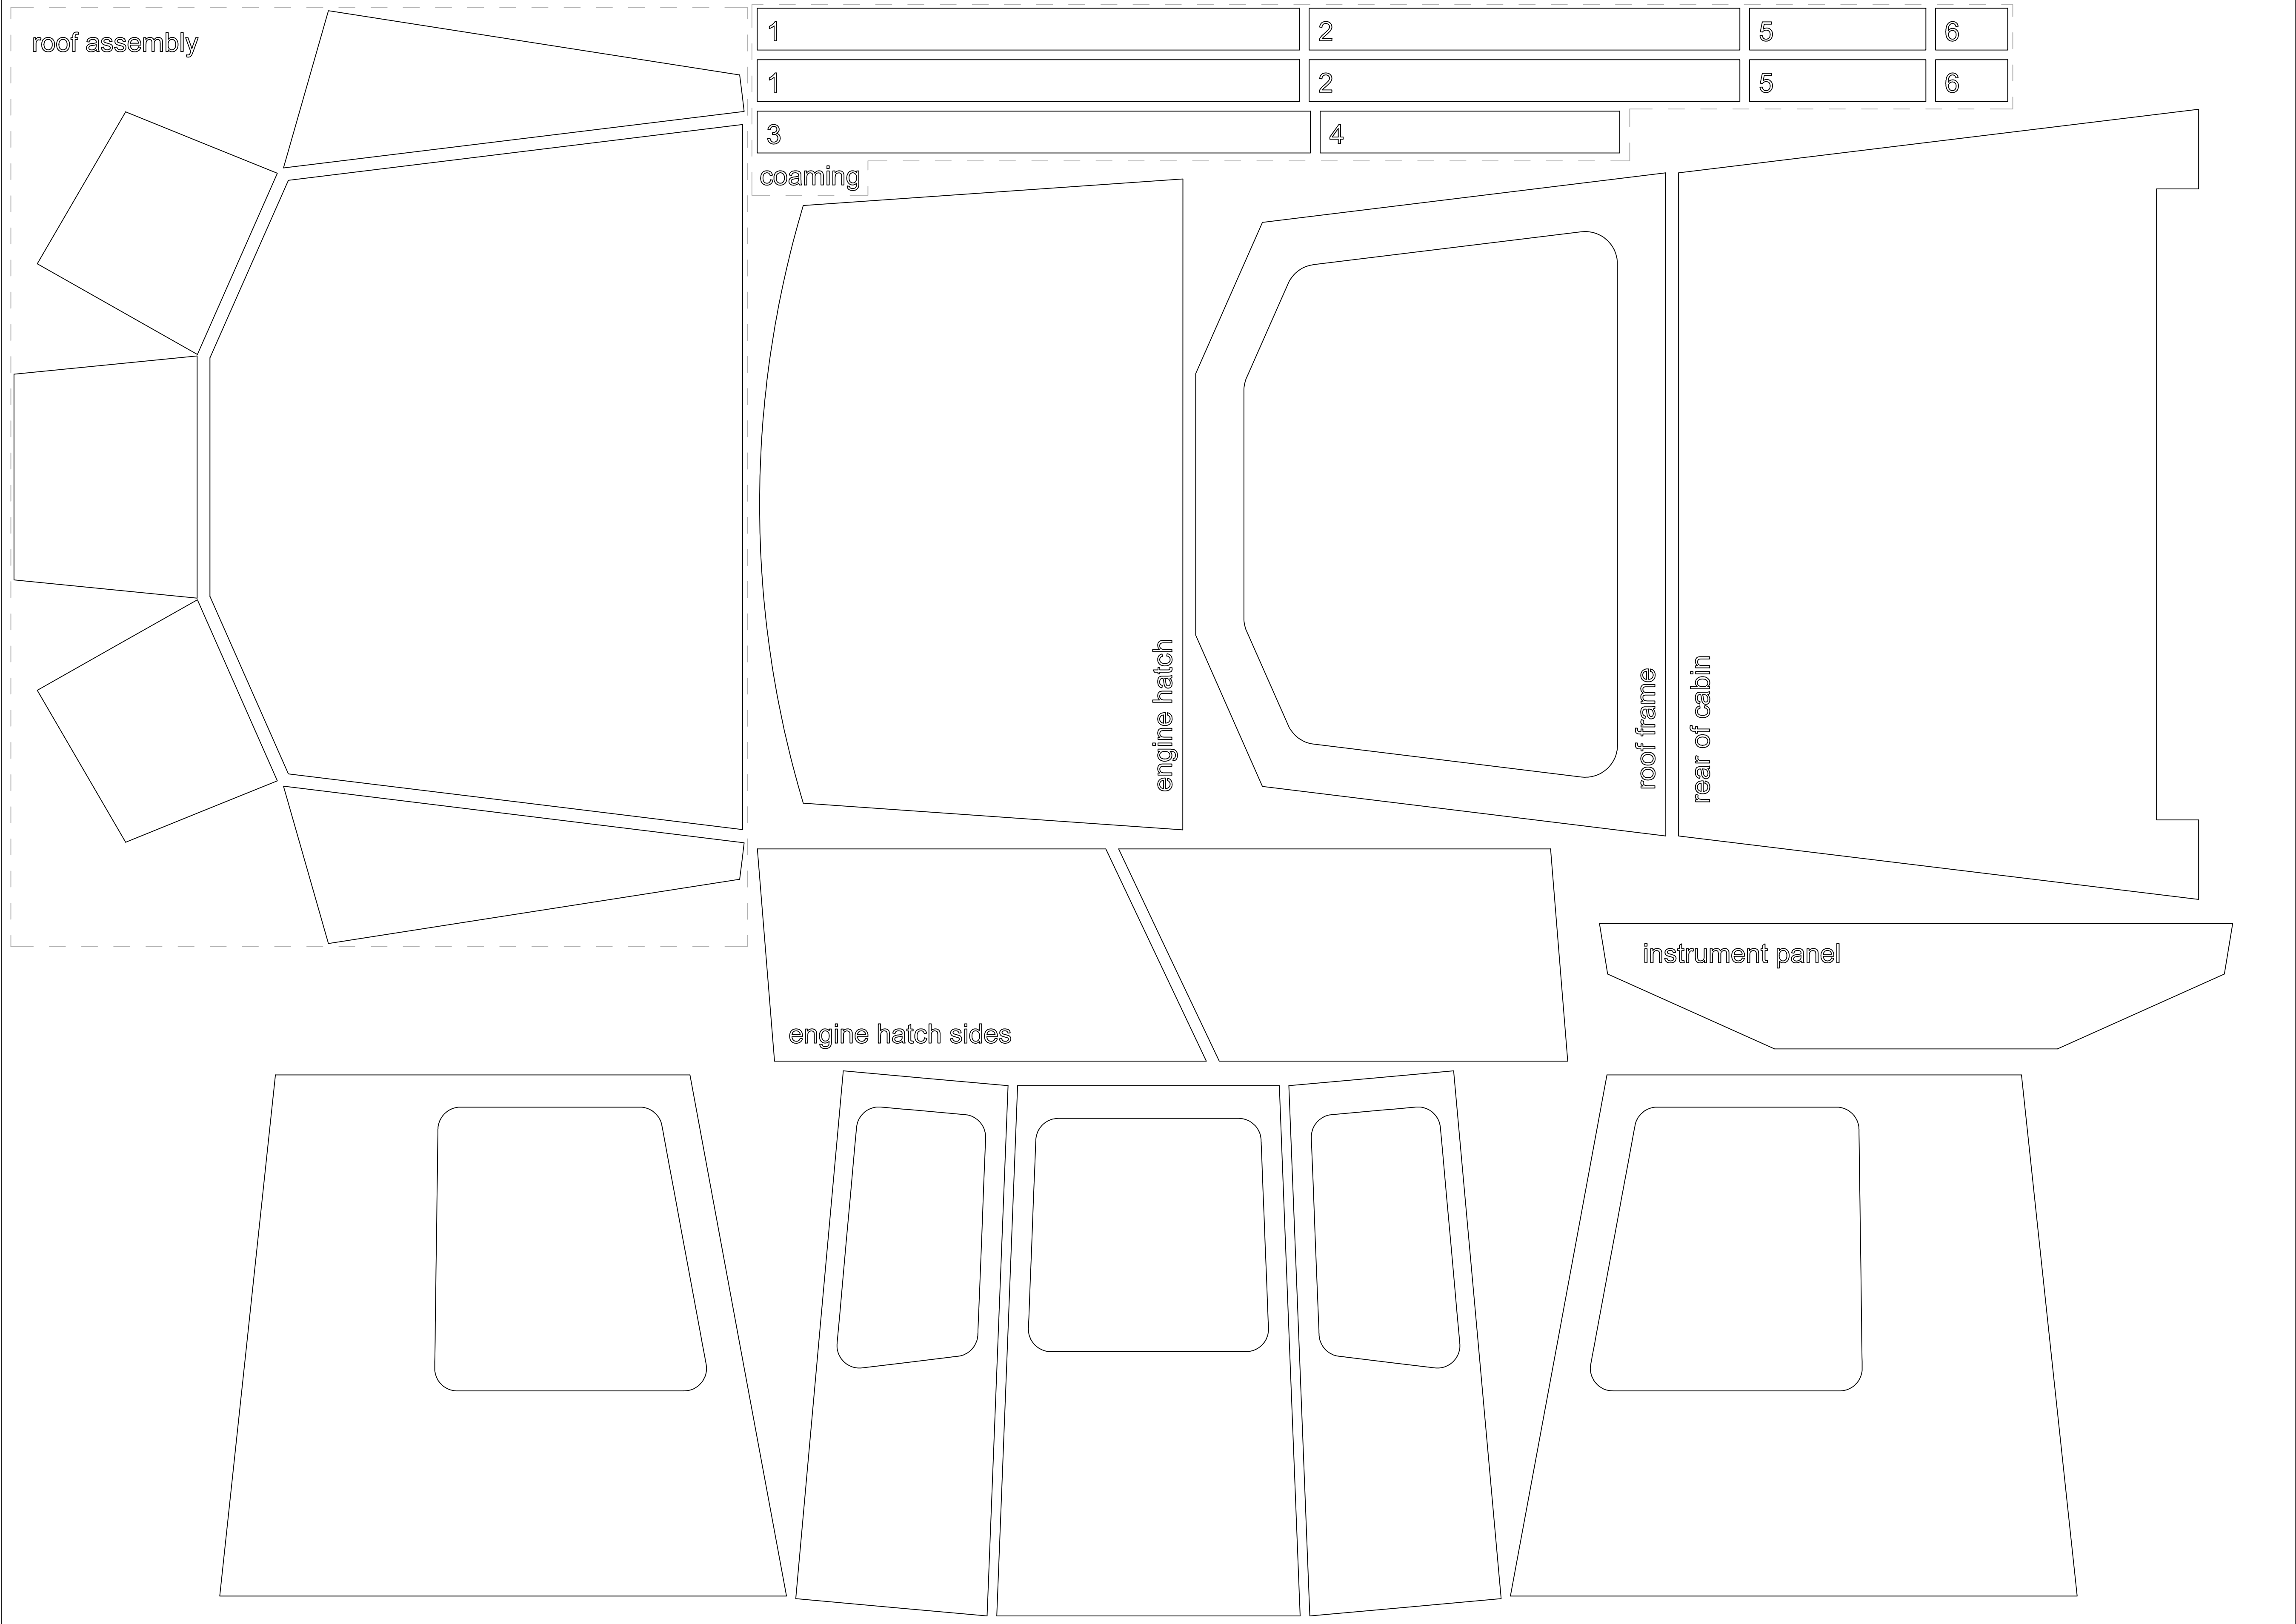 roof assembly
1
2
5
6
1
2
5
6
3
4
coaming
engine hatch
roof frame
rear of cabin
instrument panel
engine hatch sides